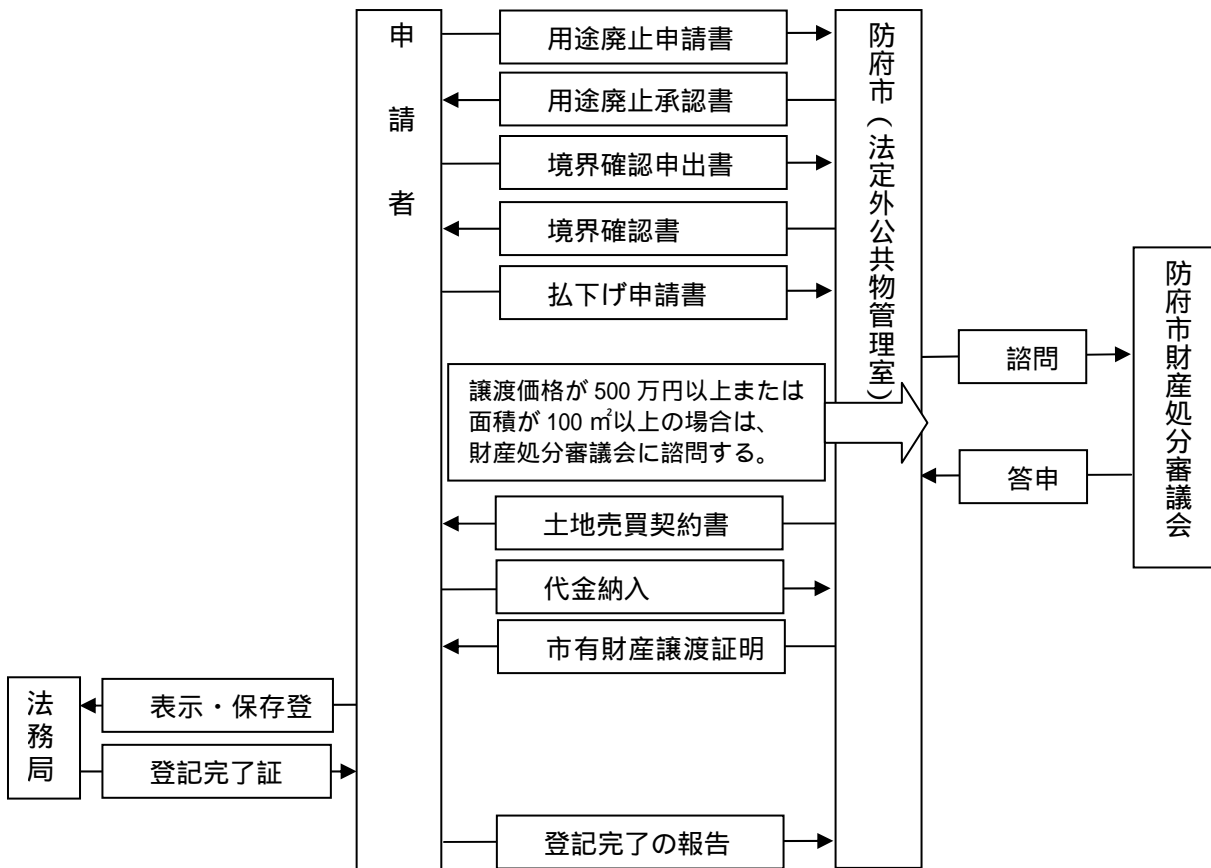 申請者
用途廃止申請書
用途廃止承認書
境界確認申出書
境界確認書
払下げ申請書
防府市(法定外公共物管理室)
諮問
防府市財産処分審議会
譲渡価格が 500 万円以上または
面積が 100 ㎡以上の場合は、
財産処分審議会に諮問する。
答申
土地売買契約書
代金納入
市有財産譲渡証明
法務局
表示・保存登
登記完了証
登記完了の報告